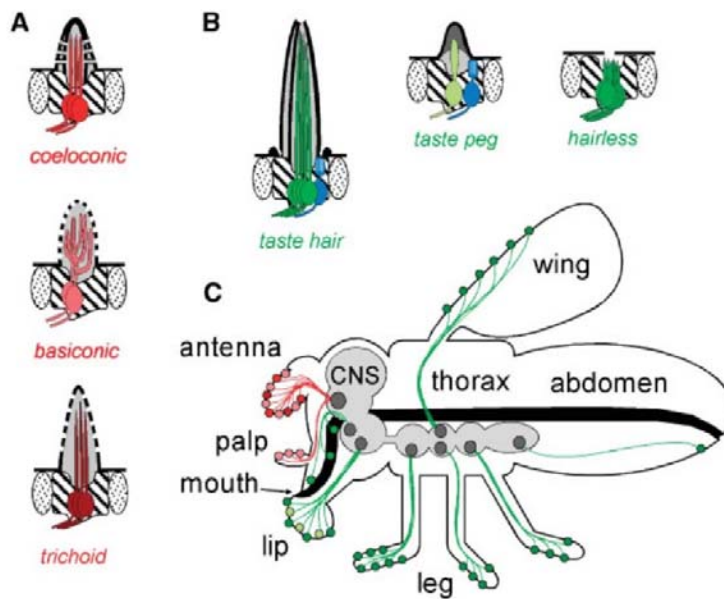 A
coeloconic
basiconic
trichoid
B
taste hair
taste peg
hairless
C
wing
antenna
CNS
thorax
abdomen
palp
mouth
lip
leg